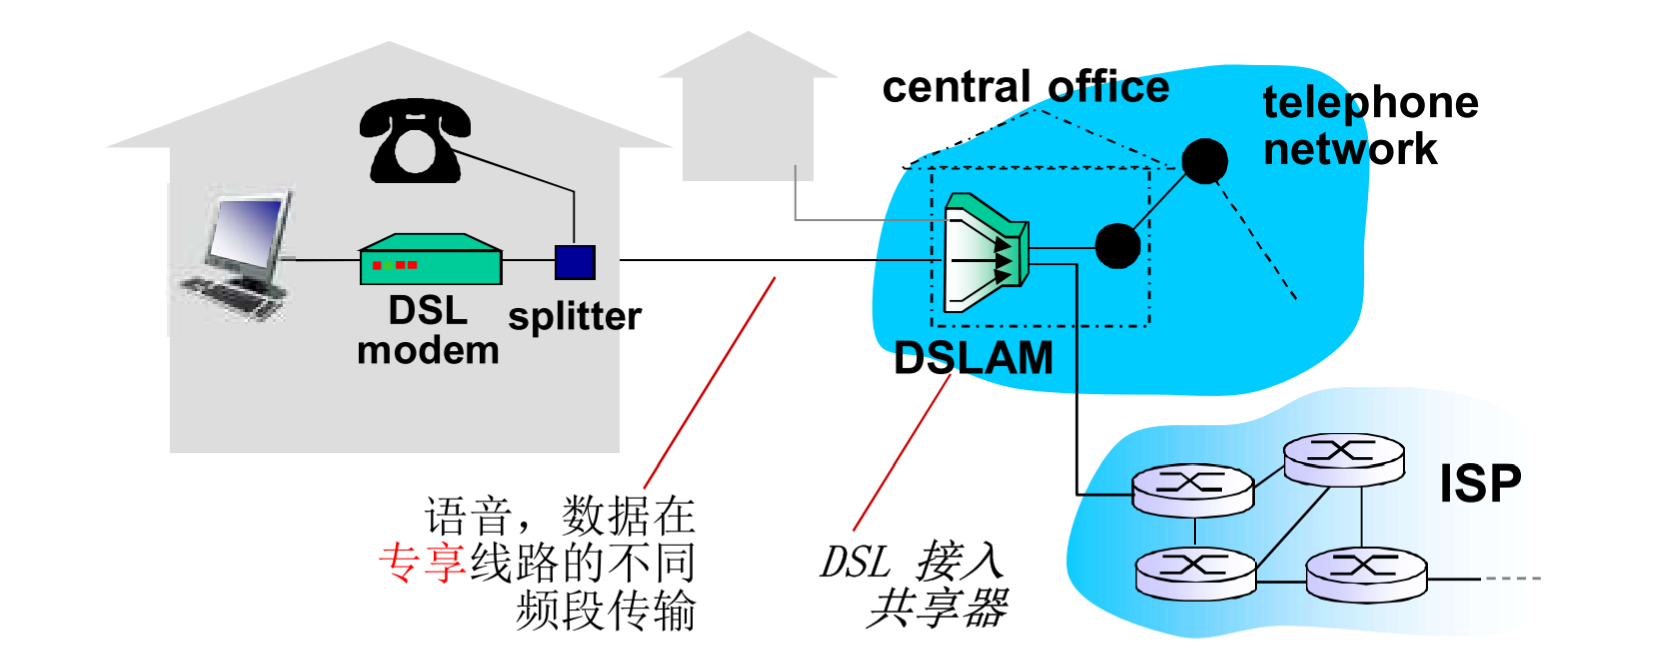 central office
telephone
network
DSL
modem
splitter
DSLAM
ISP
语音，数据在
专享线路的不同
频段传输
DSL 接入
共享器